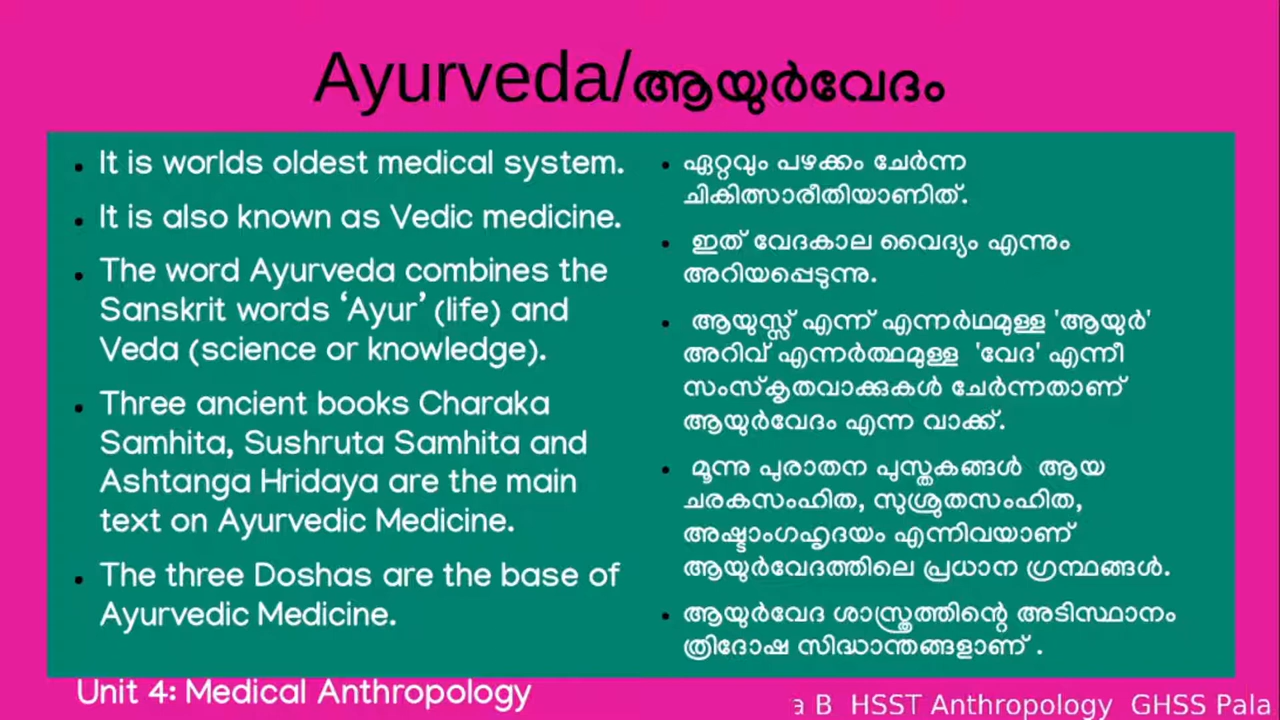 Ayurveda/ആയുർവേദം
It is worlds oldest medical system.
It is also known as Vedic medicine.
The word Ayurveda combines the
Sanskrit words ‘Ayur’ (life) and
Veda (science or knowledge).
Three ancient books Charaka
Samhita, Sushruta Samhita and
Ashtanga Hridaya are the main
text on Ayurvedic Medicine.
The three Doshas are the base of
Ayurvedic Medicine.
ഏറ്റവും പഴക്കം ചേർന്ന
ചികിത്സാരീതിയാണിത്.
ഇത് വേദകാല വൈദ്യം എന്നും
അറിയപ്പെടുന്നു.
ആയുസ്സ് എന്ന് എന്നർഥമുള്ള 'ആയുർ'
അറിവ് എന്നർത്ഥമുള്ള 'വേദ' എന്നീ
സംസ്കൃതവാക്കുകൾ ചേർന്നതാണ്
ആയുർവേദം എന്ന വാക്ക്.
മൂന്നു പുരാതന പുസ്തകങ്ങൾ ആയ
ചരകസംഹിത, സുശ്രുതസംഹിത,
അഷ്ടാംഗഹൃദയം എന്നിവയാണ്
ആയുർവേദത്തിലെ പ്രധാന ഗ്രന്ഥങ്ങൾ.
ആയുർവേദ ശാസ്ത്രത്തിന്റെ അടിസ്ഥാനം
ത്രിദോഷ സിദ്ധാന്തങ്ങളാണ് .
Unit 4: Medical Anthropology
a B HSST Anthropology GHSS Pala